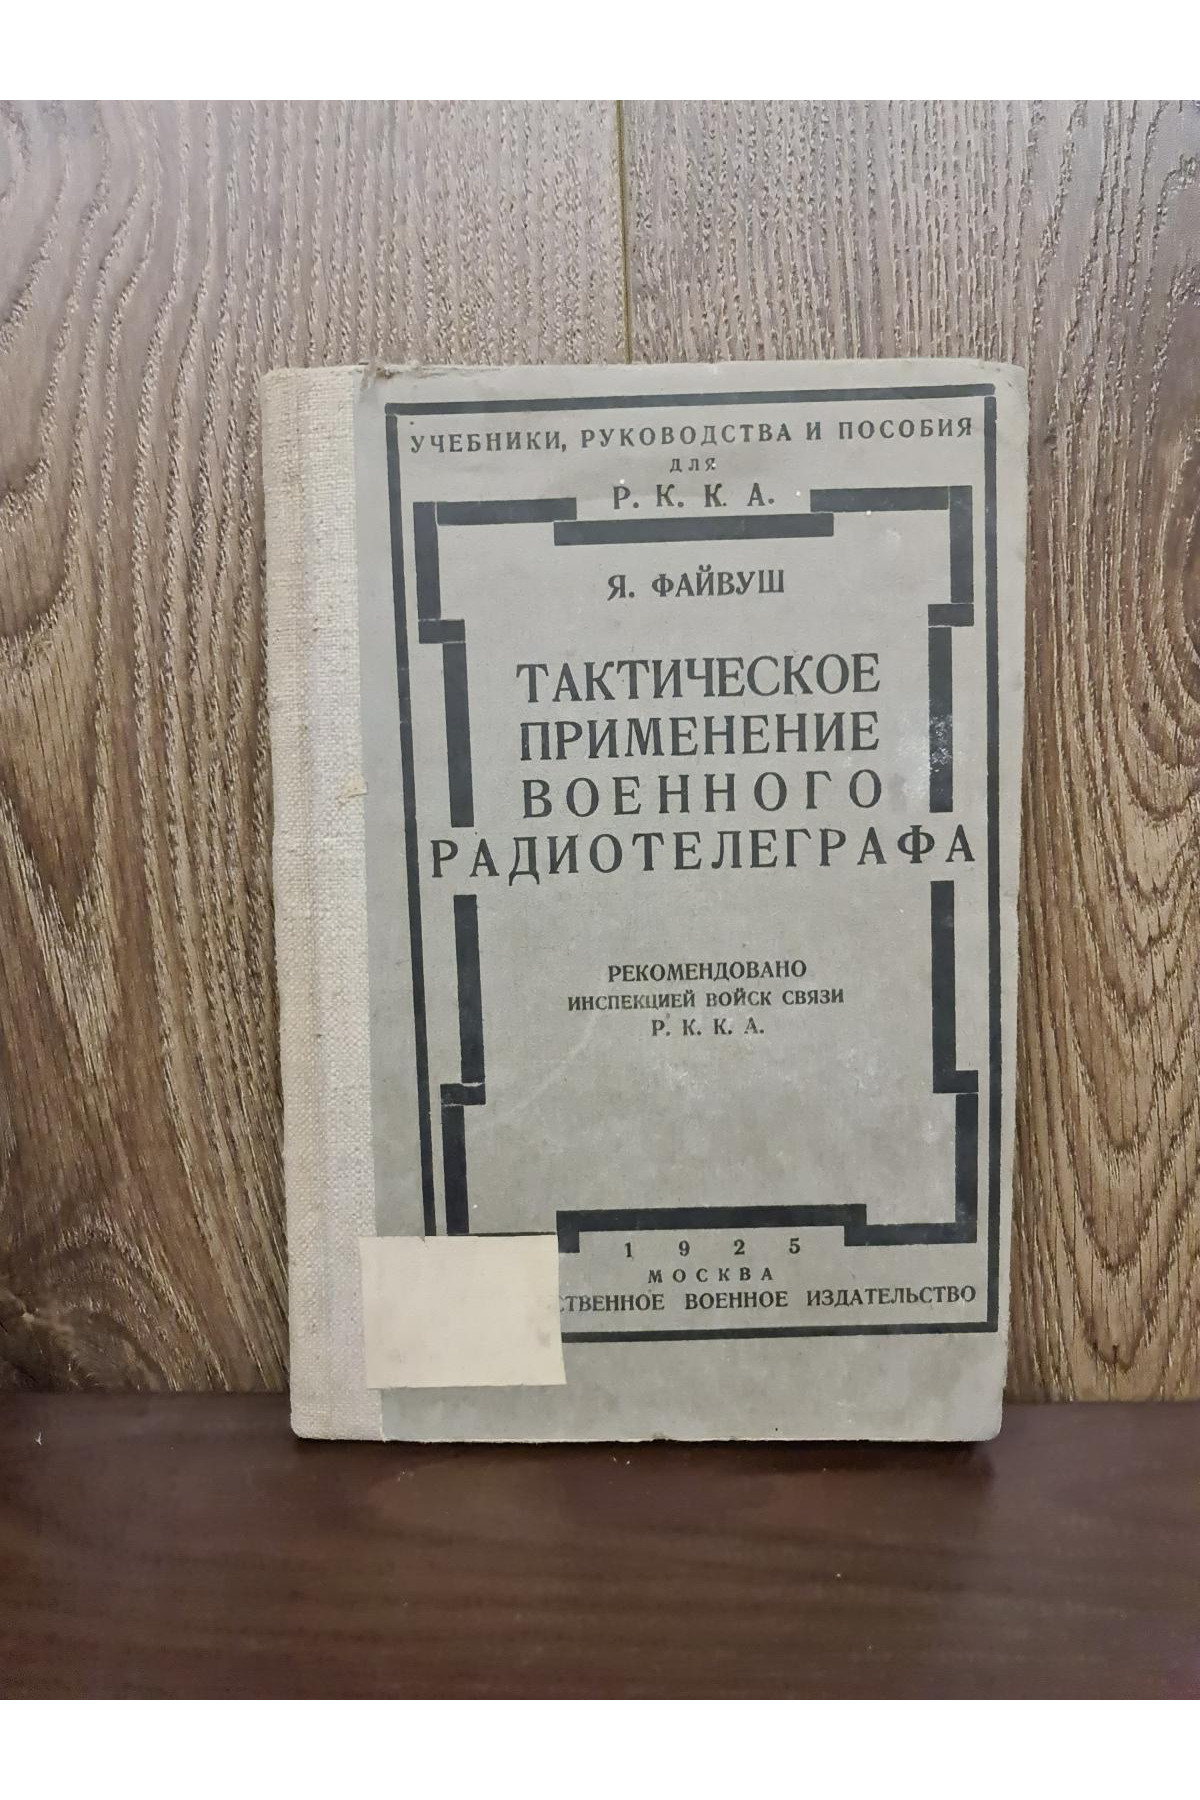 УЧЕБНИКИ, РУКОВОДСТВА И ПОСОБИЯ
ДЛЯ
Р. К. К. А.
Я. ФАЙВУШ
ТАКТИЧЕСКОЕ
ПРИМЕНЕНИЕ
ВОЕННОГО
РАДИОТЕЛЕГРАФА
РЕКОМЕНДОВАНО
ИНСПЕКЦИЕЙ ВОЙСК СВЯЗИ
Р. К. К. А.
1925
МОСКВА
ВОЕННОЕ ИЗДАТЕЛЬСТВО